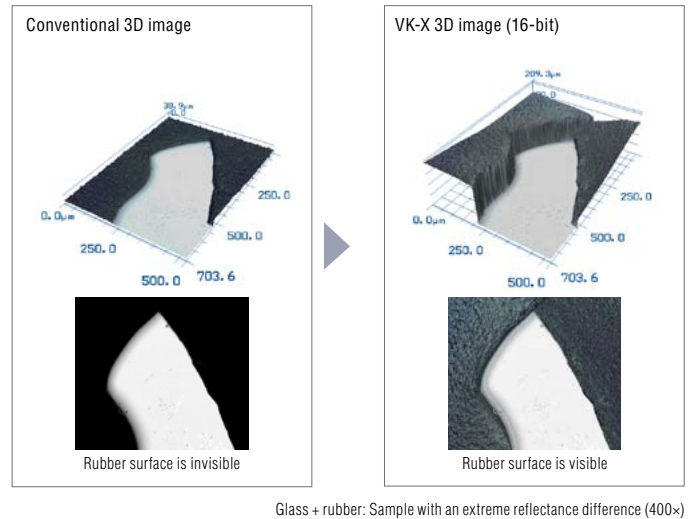 Conventional 3D image
0.0μm
250.0
500.0
703.6
500.0
250.0
Rubber surface is invisible
VK-X 3D image (16-bit)
209.3μm
0.0μm
250.0
500.0
703.6
500.0
250.0
Rubber surface is visible
Glass + rubber: Sample with an extreme reflectance difference (400×)